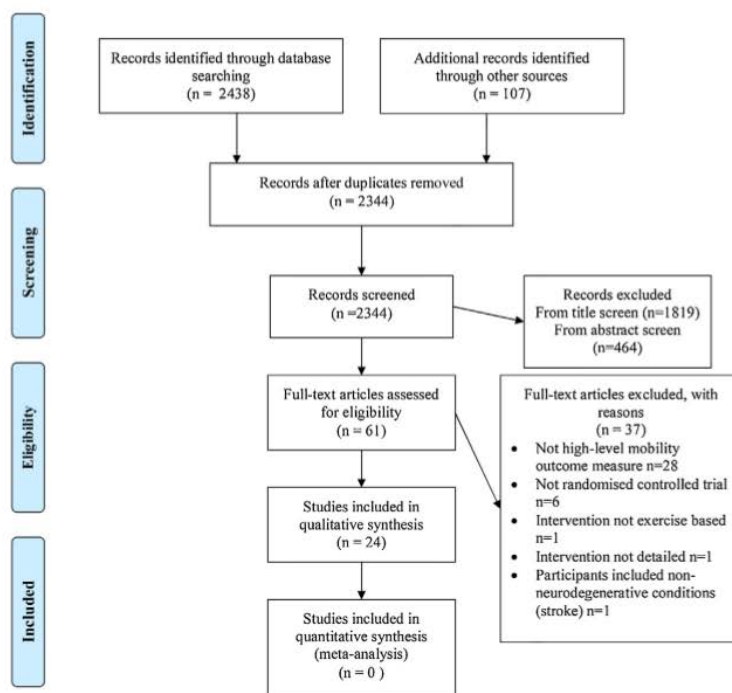 Identification
Records identified through database
searching
(n = 2438)
Additional records identified
through other sources
(n = 107)
Records after duplicates removed
(n = 2344)
Screening
Records screened
(n =2344)
Records excluded
From title screen (n=1819)
From abstract screen
(n=464)
Eligibility
Full-text articles assessed
for eligibility
(n = 61)
Full-text articles excluded, with
reasons
(n = 37)
• Not high-level mobility
outcome measure n=28
• Not randomised controlled trial
n=6
• Intervention not exercise based
n=1
• Intervention not detailed n=1
• Participants included non-
neurodegenerative conditions
(stroke) n=1
Studies included in
qualitative synthesis
(n = 24)
Included
Studies included in
quantitative synthesis
(meta-analysis)
(n = 0 )